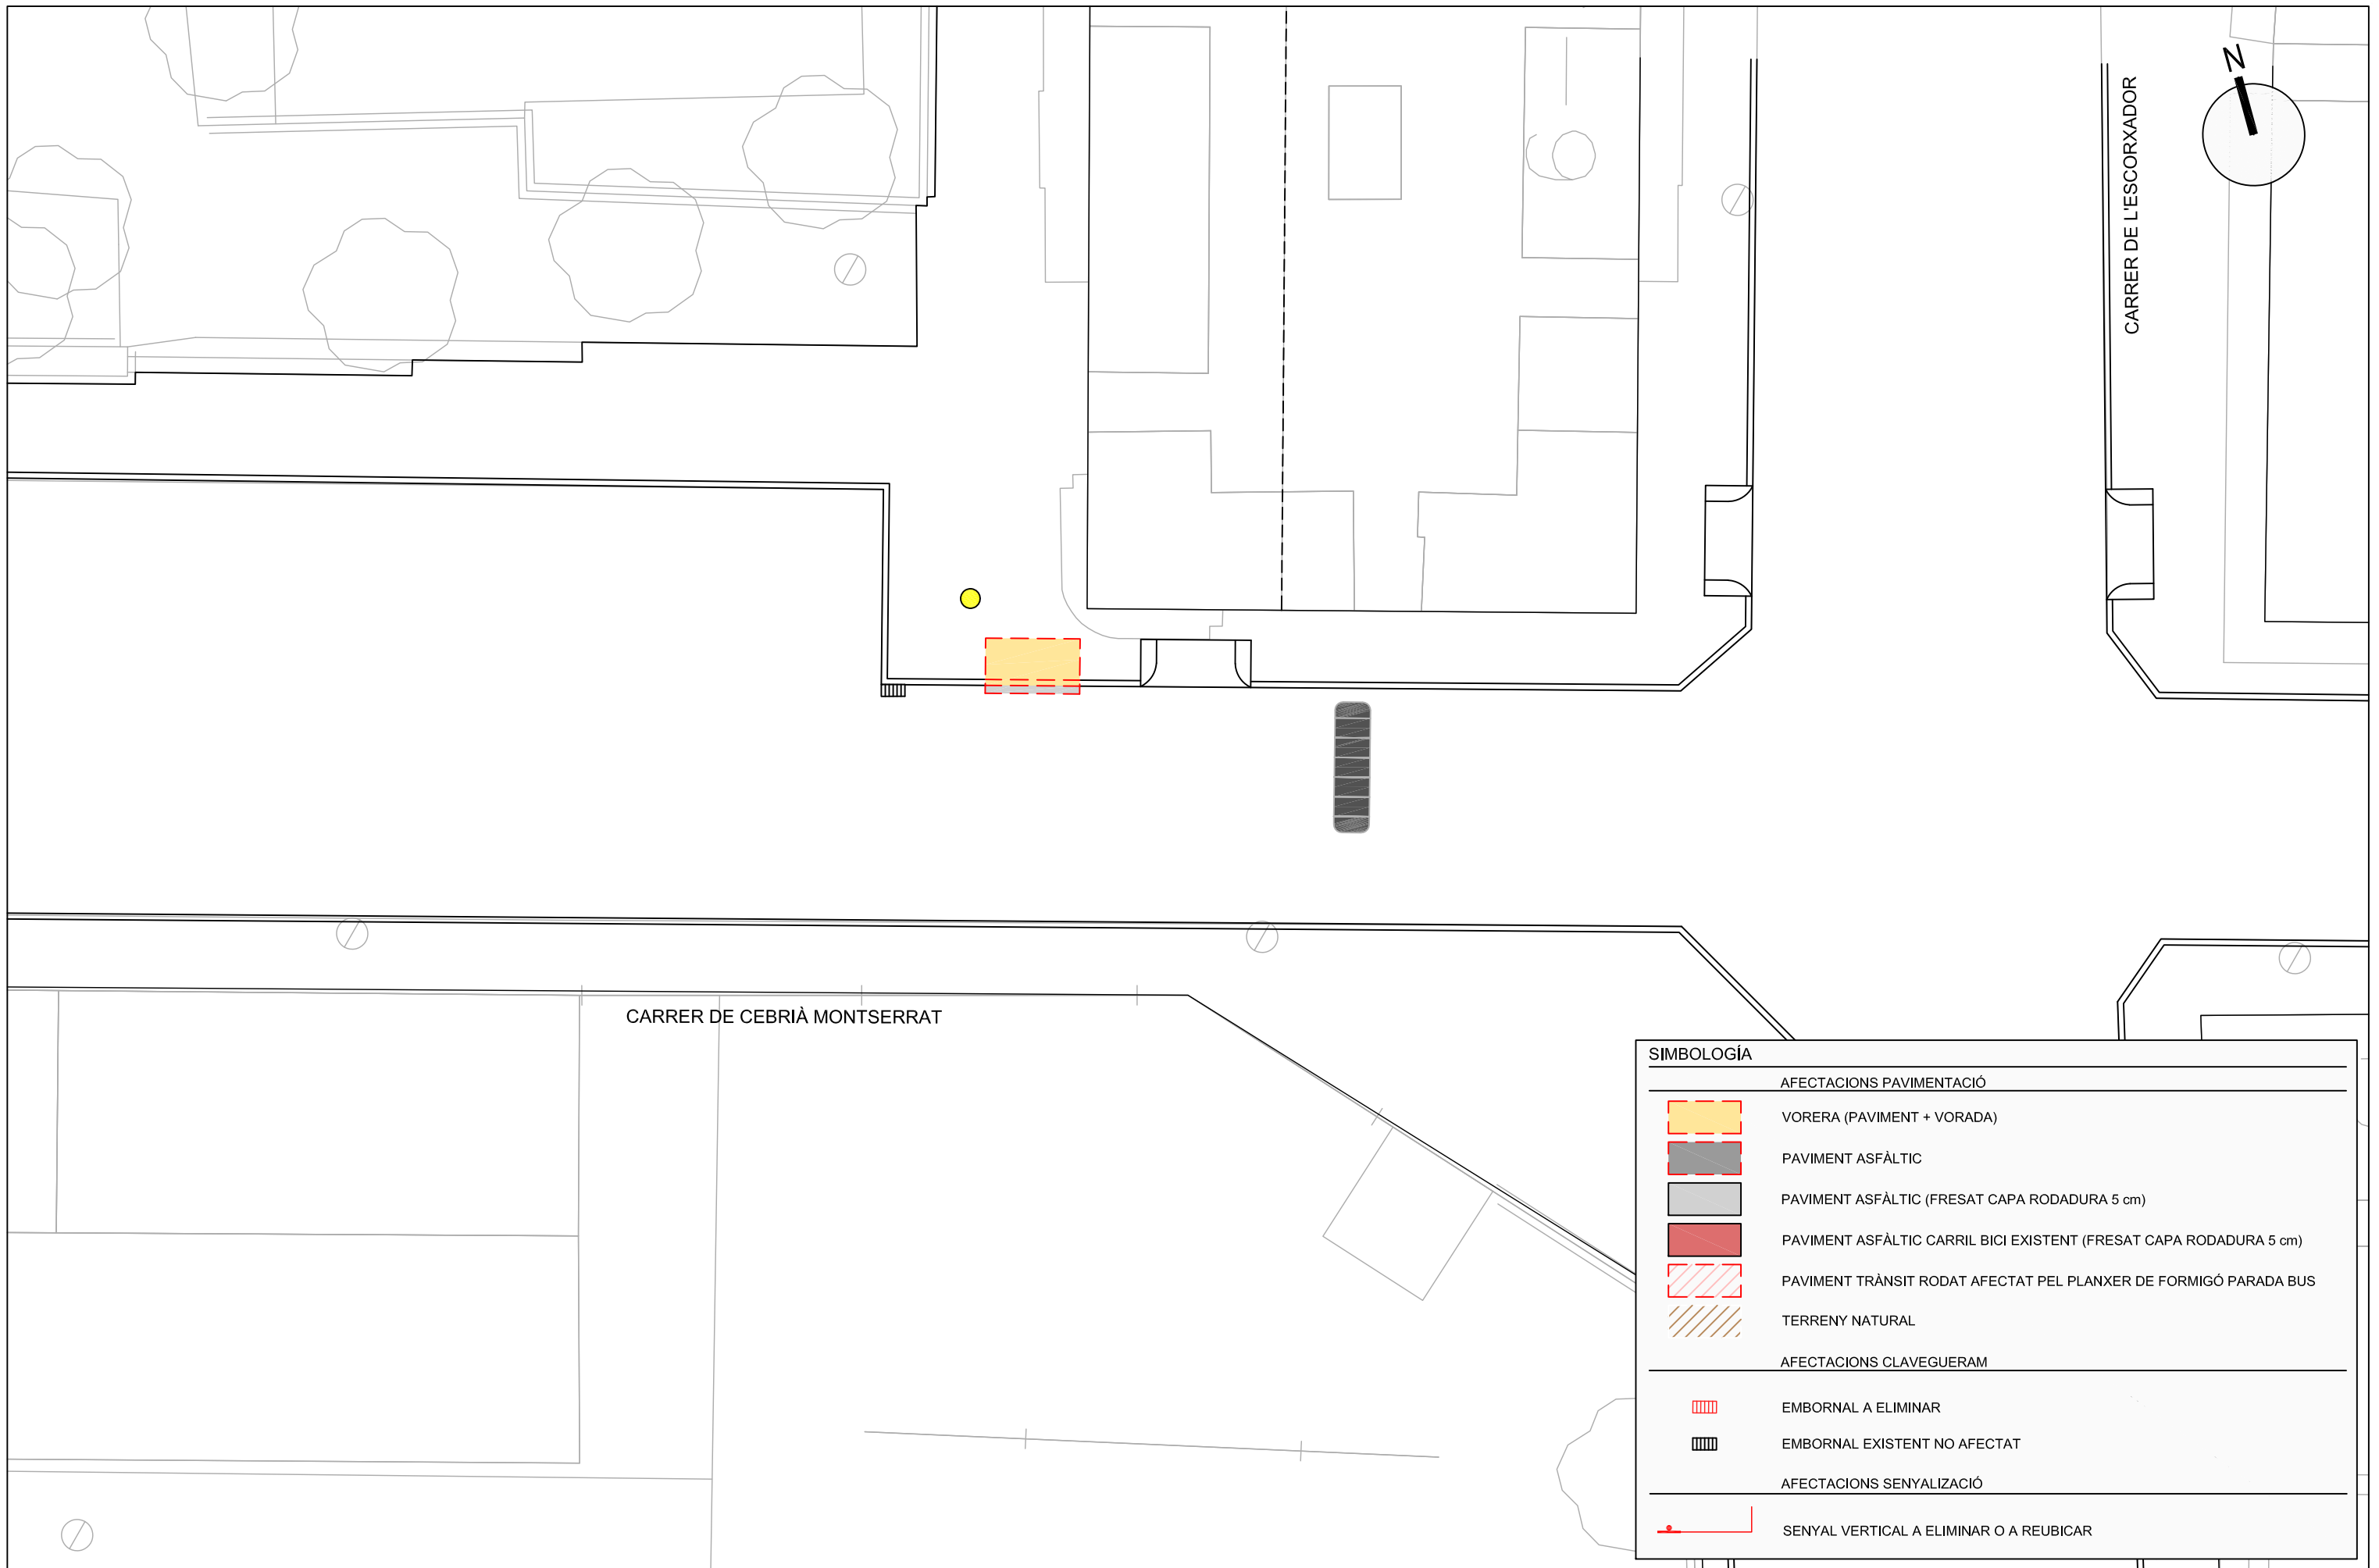 N
CARRER DE L'ESCORXADOR
CARRER DE CEBRIÀ MONTSERRAT
SIMBOLOGÍA
AFECTACIONS PAVIMENTACIÓ
VORERA (PAVIMENT + VORADA)
PAVIMENT ASFÀLTIC
PAVIMENT ASFÀLTIC (FRESAT CAPA RODADURA 5 cm)
PAVIMENT ASFÀLTIC CARRIL BICI EXISTENT (FRESAT CAPA RODADURA 5 cm)
PAVIMENT TRÀNSIT RODAT AFECTAT PEL PLANXER DE FORMIGÓ PARADA BUS
TERRENY NATURAL
AFECTACIONS CLAVEGUERAM
EMBORNAL A ELIMINAR
EMBORNAL EXISTENT NO AFECTAT
AFECTACIONS SENYALIZACIÓ
SENYAL VERTICAL A ELIMINAR O A REUBICAR